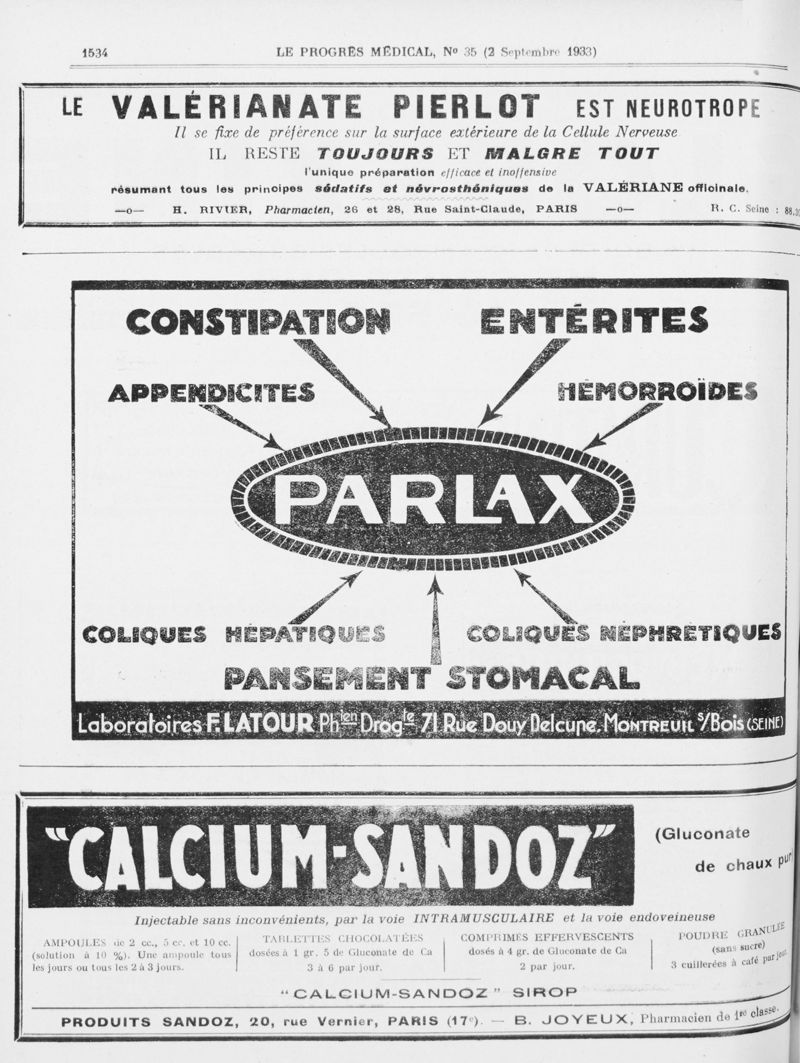 1534
LE PROGRÈS MÉDICAL, N° 35 (2 Septembre 1933)
LE VALÉRIANATE PIERLOT EST NEUROTROPE
Il se fixe de préférence sur la surface extérieure de la Cellule Nerveuse
IL RESTE TOUJOURS ET MALGRE TOUT
l'unique préparation efficace et inoffensive
résumant tous les principes sédatifs et névrosthéniques de la VALÉRIANE officinale.
—o— H. RIVIER, Pharmacien, 26 et 28, Rue Saint-Claude, PARIS —o— R. C. Seine :
CONSTIPATION ENTÉRITES
APPENDICITES HÉMORROÏDES
PARLAX
COLIQUES HÉPATIQUES COLIQUES NÉPHRÉTIQUES
PANSEMENT STOMACAL
Laboratoires F. LATOUR Phien Drogte 71 Rue Douy Delcupe. MONTREUIL s/Bois (SEINE)
"CALCIUM-SANDOZ"
(Gluconate
de chaux pur)
Injectable sans inconvénients, par la voie INTRAMUSCULAIRE et la voie endoveineuse
AMPOULES de 2 cc., 5 cc. et 10 cc.
(solution à 10 %). Une ampoule tous
les jours ou tous les 2 à 3 jours.
TABLETTES CHOCOLATÉES
dosées à 1 gr. 5 de Gluconate de Ca
3 à 6 par jour.
COMPRIMÉS EFFERVESCENTS
dosés à 4 gr. de Gluconate de Ca
2 par jour.
POUDRE GRANULÉE
(sans sucre)
3 cuillerées à café par jour.
"CALCIUM-SANDOZ" SIROP
PRODUITS SANDOZ, 20, rue Vernier, PARIS (17e). — B. JOYEUX, Pharmacien de 1re classe.